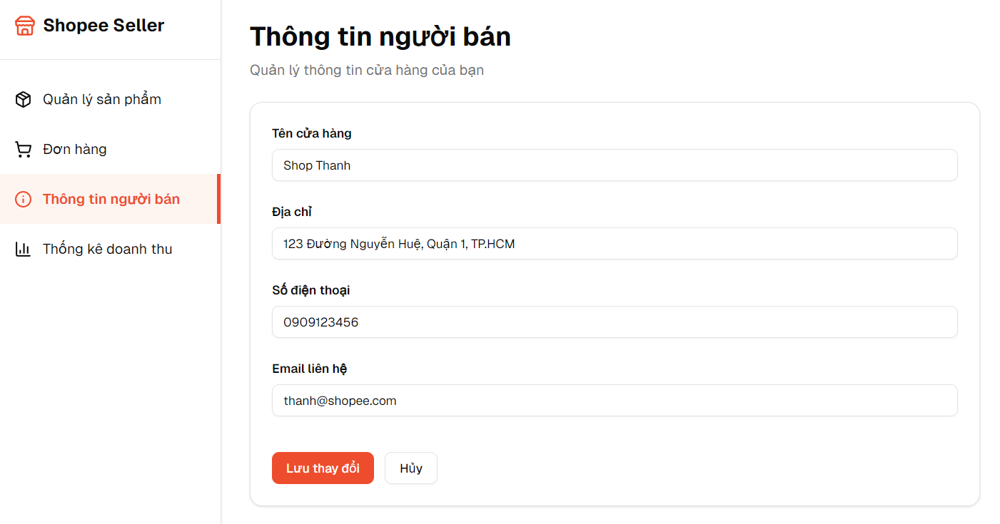 Shopee Seller
Quản lý sản phẩm
Đơn hàng
Thông tin người bán
Thống kê doanh thu
Thông tin người bán
Quản lý thông tin cửa hàng của bạn
Tên cửa hàng
Shop Thanh
Địa chỉ
123 Đường Nguyễn Huệ, Quận 1, TP.HCM
Số điện thoại
0909123456
Email liên hệ
thanh@shopee.com
Lưu thay đổi
Hủy